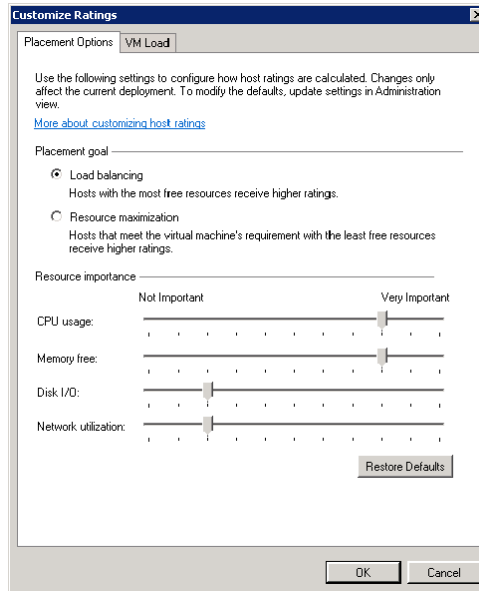 Customize Ratings
Placement Options VM Load
Use the following settings to configure how host ratings are calculated. Changes only
affect the current deployment. To modify the defaults, update settings in Administration
view.
More about customizing host ratings
Placement goal
Load balancing
Hosts with the most free resources receive higher ratings.
Resource maximization
Hosts that meet the virtual machine's requirement with the least free resources
receive higher ratings.
Resource importance
Not Important Very Important
CPU usage:
Memory free:
Disk I/O:
Network utilization:
Restore Defaults
OK Cancel